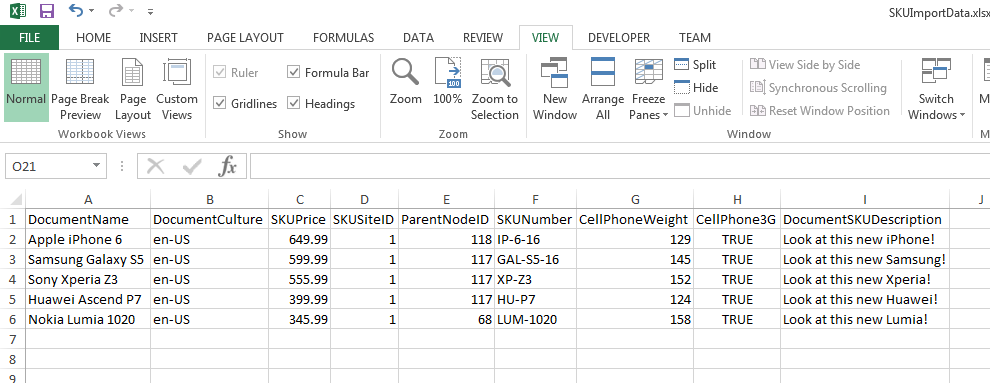 SKUImportData.xlsx
FILE HOME INSERT PAGE LAYOUT FORMULAS DATA REVIEW VIEW DEVELOPER TEAM
Normal Page Break Preview Page Layout Custom Views
Workbook Views
Ruler Formula Bar
Gridlines Headings
Show
Zoom 100% Zoom to Selection
Zoom
New Window Arrange All Freeze Panes
Split View Side by Side
Hide Synchronous Scrolling
Unhide Reset Window Position
Switch Windows
Window
O21 fx
A B C D E F G H I J
1 DocumentName DocumentCulture SKUPrice SKUSiteID ParentNodeID SKUNumber CellPhoneWeight CellPhone3G DocumentSKUDescription
2 Apple iPhone 6 en-US 649.99 1 118 IP-6-16 129 TRUE Look at this new iPhone!
3 Samsung Galaxy S5 en-US 599.99 1 117 GAL-S5-16 145 TRUE Look at this new Samsung!
4 Sony Xperia Z3 en-US 555.99 1 117 XP-Z3 152 TRUE Look at this new Xperia!
5 Huawei Ascend P7 en-US 399.99 1 117 HU-P7 124 TRUE Look at this new Huawei!
6 Nokia Lumia 1020 en-US 345.99 1 68 LUM-1020 158 TRUE Look at this new Lumia!
7
8
9